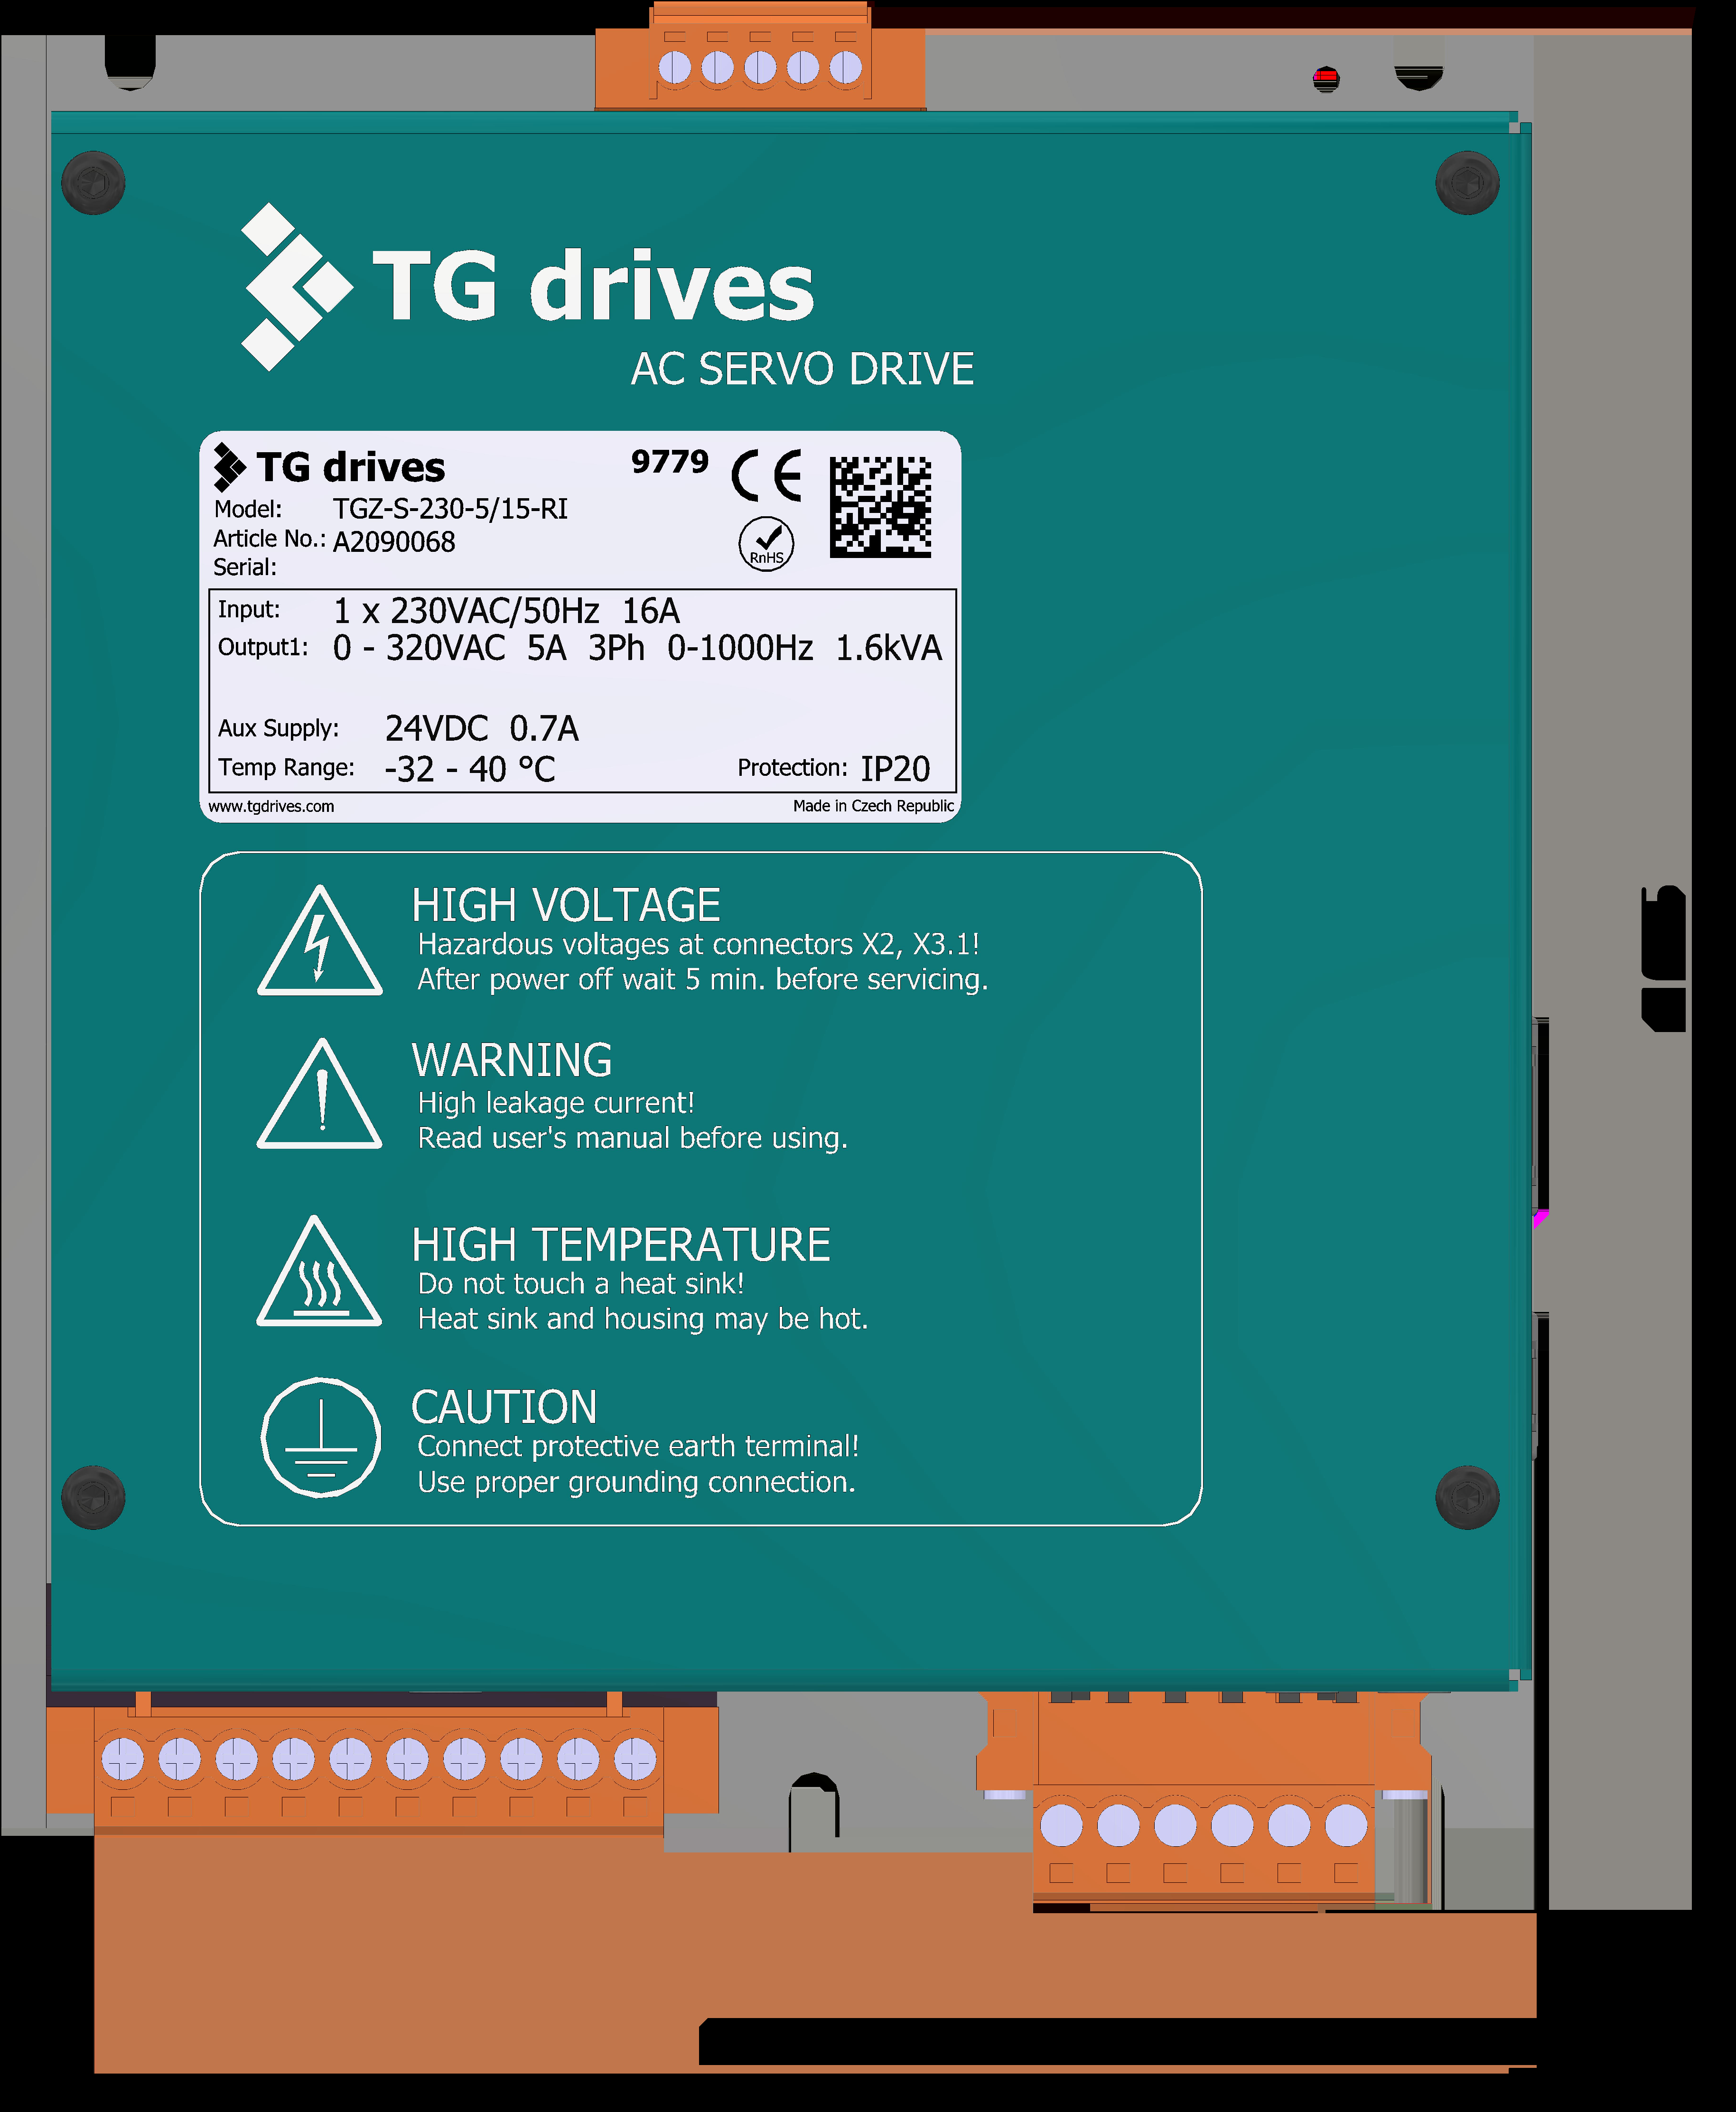 TG drives
AC SERVO DRIVE
TG drives 9779 CE
Model: TGZ-S-230-5/15-RI
Article No.: A2090068
RnHS
Serial:
Input: 1 x 230VAC/50Hz 16A
Output1: 0 - 320VAC 5A 3Ph 0-1000Hz 1.6kVA
Aux Supply: 24VDC 0.7A
Temp Range: -32 - 40 °C Protection: IP20
www.tgdrives.com Made in Czech Republic
HIGH VOLTAGE
Hazardous voltages at connectors X2, X3.1!
After power off wait 5 min. before servicing.
WARNING
High leakage current!
Read user's manual before using.
HIGH TEMPERATURE
Do not touch a heat sink!
Heat sink and housing may be hot.
CAUTION
Connect protective earth terminal!
Use proper grounding connection.